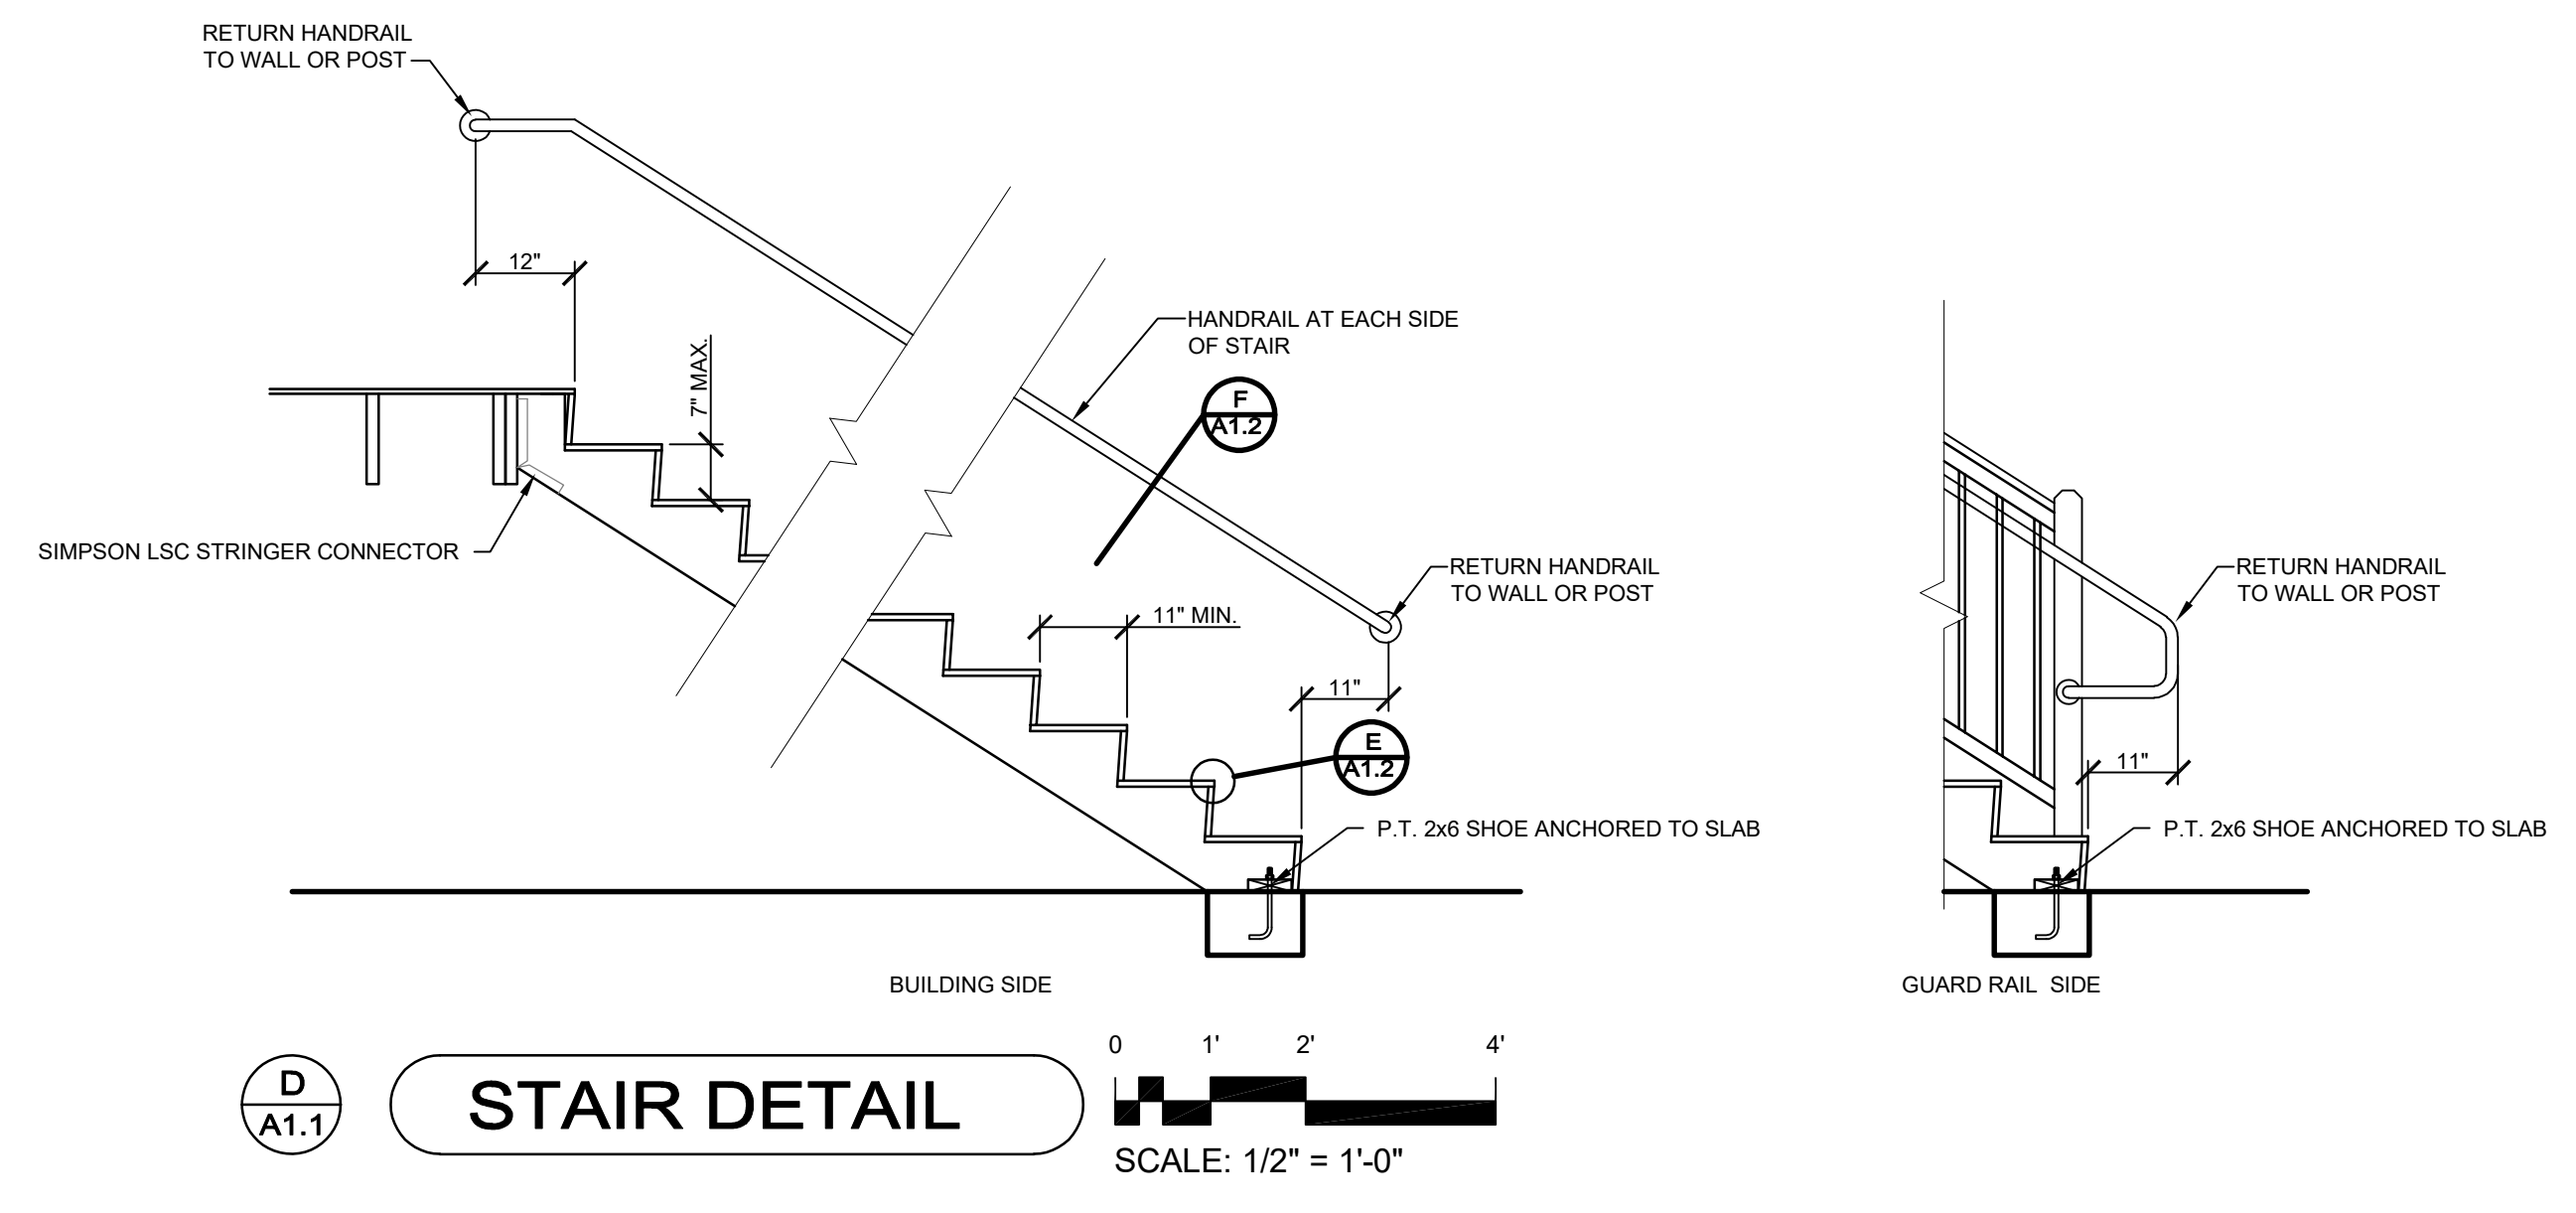 RETURN HANDRAIL
TO WALL OR POST
12"
7" MAX.
HANDRAIL AT EACH SIDE
OF STAIR
F
A1.2
SIMPSON LSC STRINGER CONNECTOR
RETURN HANDRAIL
TO WALL OR POST
11" MIN.
11"
E
A1.2
P.T. 2x6 SHOE ANCHORED TO SLAB
BUILDING SIDE
RETURN HANDRAIL
TO WALL OR POST
11"
P.T. 2x6 SHOE ANCHORED TO SLAB
GUARD RAIL  SIDE
D
A1.1
STAIR DETAIL
0 1' 2' 4'
SCALE: 1/2" = 1'-0"